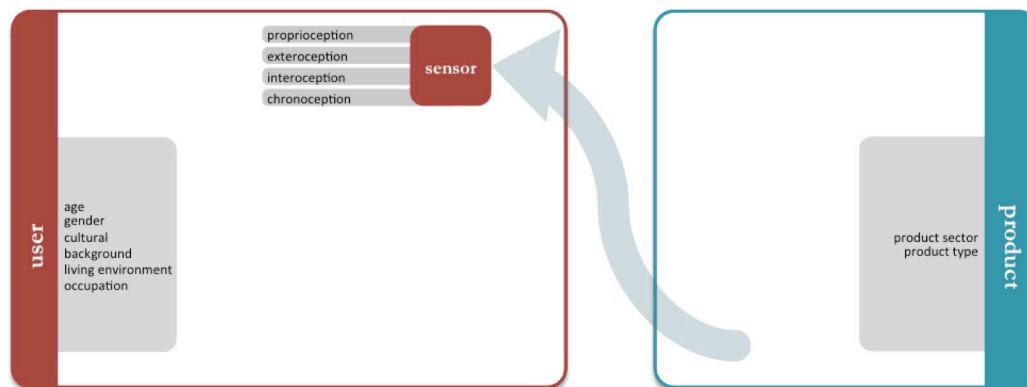 proprioception
exteroception
interoception
chronoception
sensor
user
age
gender
cultural
background
living environment
occupation
product sector
product type
product